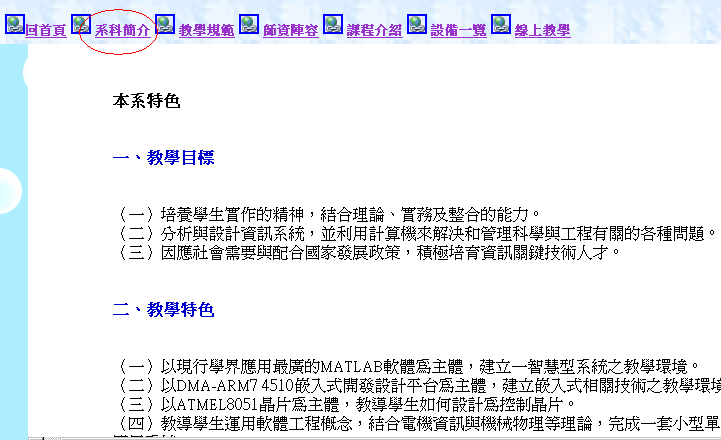 回首頁 系科簡介 教學規範 師資陣容 課程介紹 設備一覽 線上教學
本系特色
一、教學目標
（一）培養學生實作的精神，結合理論、實務及整合的能力。
（二）分析與設計資訊系統，並利用計算機來解決和管理科學與工程有關的各種問題。
（三）因應社會需要與配合國家發展政策，積極培育資訊關鍵技術人才。
二、教學特色
（一）以現行學界應用最廣的MATLAB軟體為主體，建立一智慧型系統之教學環境。
（二）以DMA-ARM7 4510嵌入式開發設計平台為主體，建立嵌入式相關技術之教學環境
（三）以ATMEL8051晶片為主體，教導學生如何設計為控制晶片。
（四）教導學生運用軟體工程概念，結合電機資訊與機械物理等理論，完成一套小型單